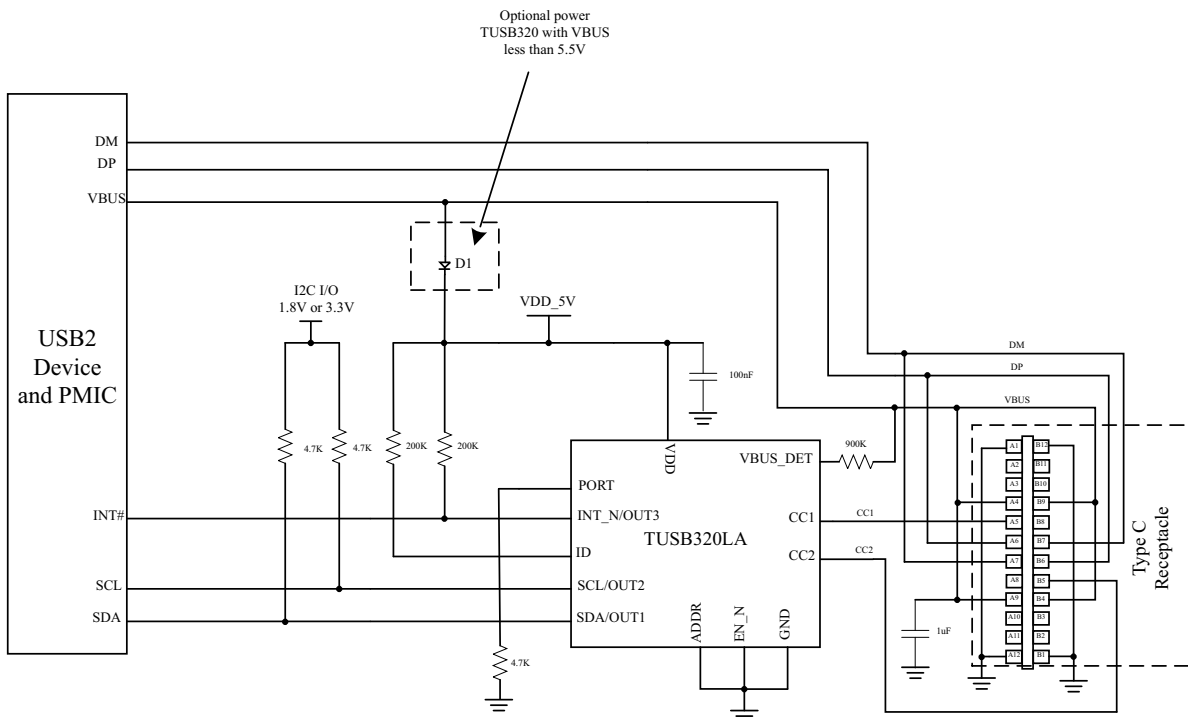 Optional power
TUSB320 with VBUS
less than 5.5V
DM
DP
VBUS
D1
I2C I/O
1.8V or 3.3V
VDD_5V
USB2
Device
and PMIC
DM
DP
VBUS
100nF
4.7K
4.7K
200K
200K
900K
VDD
VBUS_DET
PORT
INT#
INT_N/OUT3
CC1
CC1
TUSB320LA
ID
CC2
CC2
SCL
SCL/OUT2
SDA
SDA/OUT1
ADDR
EN_N
GND
4.7K
1uF
A1
B12
A2
B11
A3
B10
A4
B9
A5
B8
A6
B7
A7
B6
A8
B5
A9
B4
A10
B3
A11
B2
A12
B1
Type C
Receptacle